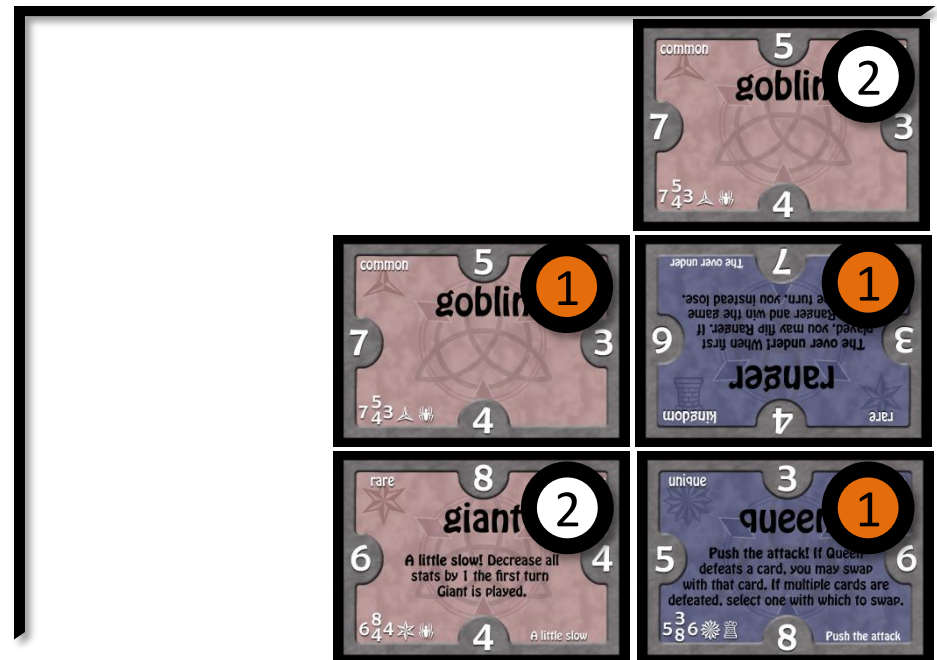 common
5
goblin
2
7
3
7 5 4 3
4
common
5
goblin
1
7
3
7 5 4 3
4
rare
4
kingdom
ranger
3
The over under! When first
played, you may flip Ranger. If
Ranger and win the game
turn, you instead lose.
7
The over under
1
rare
8
giant
2
6
4
A little slow! Decrease all
stats by 1 the first turn
Giant is played.
6 8 4 4
4
A little slow
unique
3
queen
1
5
6
Push the attack! If Queen
defeats a card, you may swap
with that card. If multiple cards are
defeated, select one with which to swap.
5 3 8 6
8
Push the attack